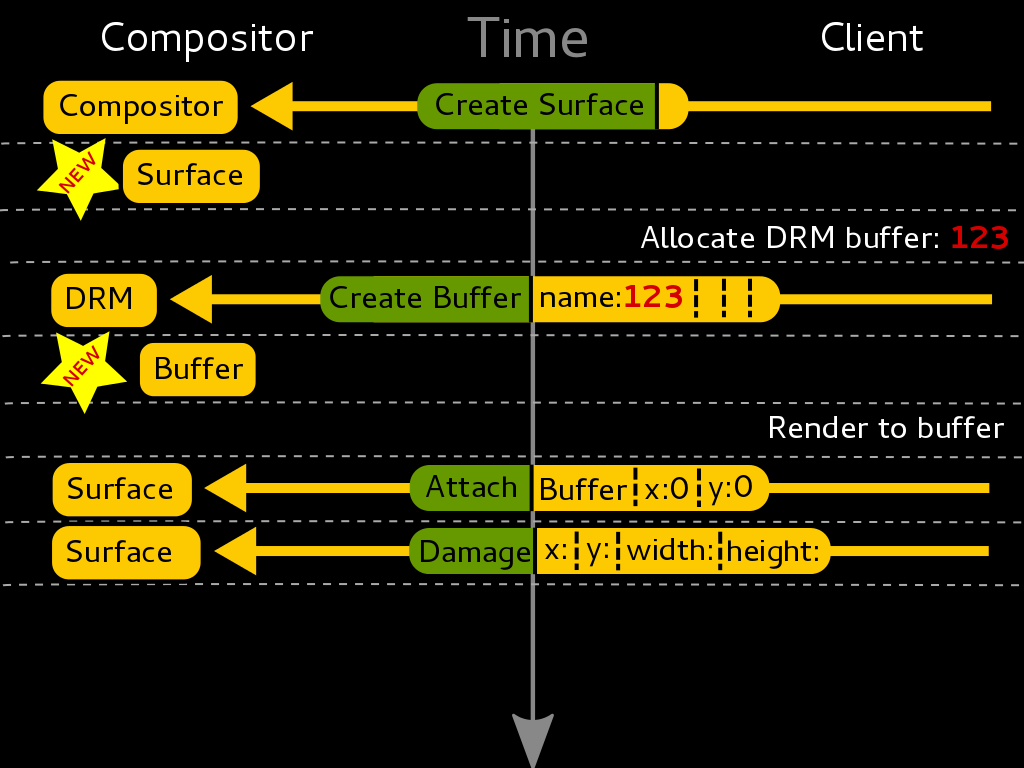 Compositor Time Client
Compositor Create Surface
NEW Surface
Allocate DRM buffer: 123
DRM Create Buffer name:123
NEW Buffer
Render to buffer
Surface Attach Buffer x:0 y:0
Surface Damage x: y: width: height: